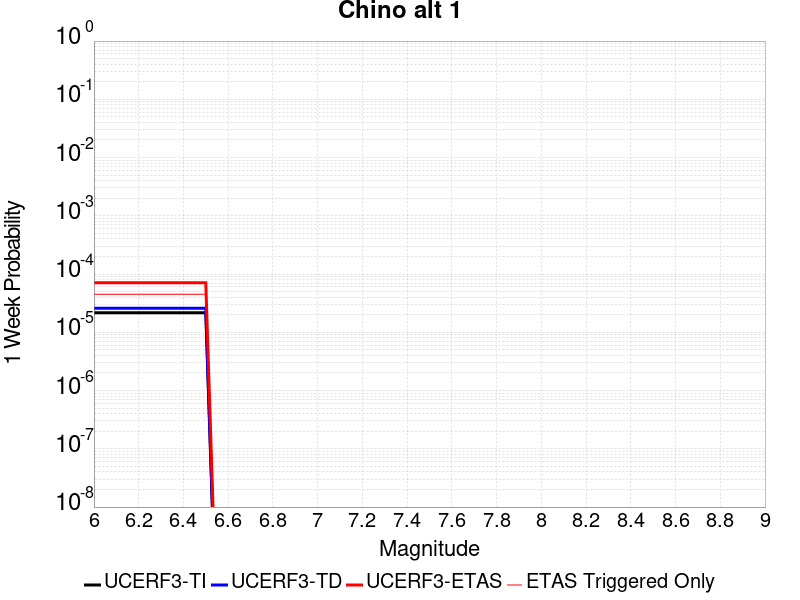 Chino alt 1
1 Week Probability
10^0
10^-1
10^-2
10^-3
10^-4
10^-5
10^-6
10^-7
10^-8
6 6.2 6.4 6.6 6.8 7 7.2 7.4 7.6 7.8 8 8.2 8.4 8.6 8.8 9
Magnitude
UCERF3-TI UCERF3-TD UCERF3-ETAS ETAS Triggered Only